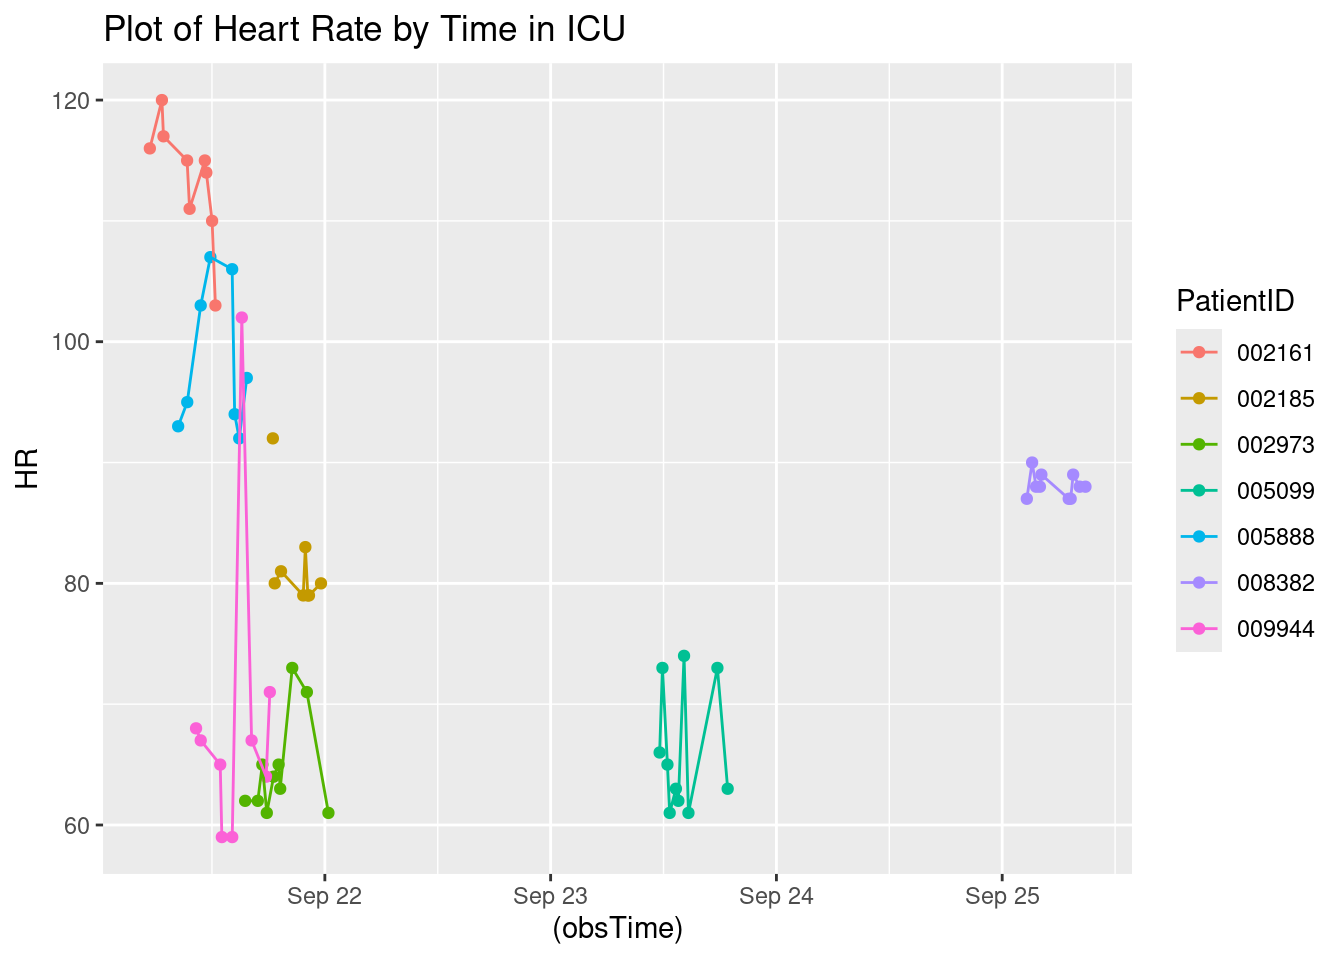 Plot of Heart Rate by Time in ICU
120
100
80
60
HR
Sep 22
Sep 23
Sep 24
Sep 25
(obsTime)
PatientID
002161
002185
002973
005099
005888
008382
009944